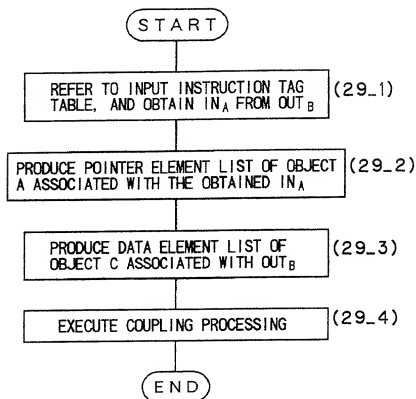 START
REFER TO INPUT INSTRUCTION TAG
TABLE, AND OBTAIN IN_A FROM OUT_B
(29_1)
PRODUCE POINTER ELEMENT LIST OF OBJECT
A ASSOCIATED WITH THE OBTAINED IN_A
(29_2)
PRODUCE DATA ELEMENT LIST OF
OBJECT C ASSOCIATED WITH OUT_B
(29_3)
EXECUTE COUPLING PROCESSING
(29_4)
END